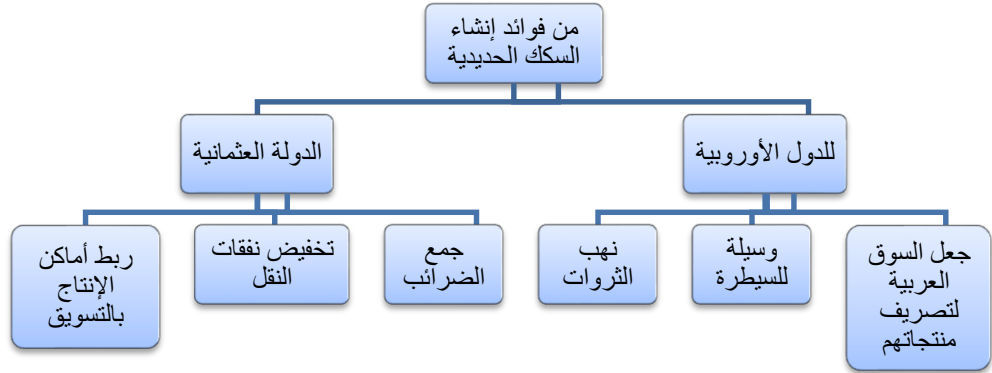 من فوائد إنشاء
السكك الحديدية
للدول الأوروبية
الدولة العثمانية
جعل السوق
العربية
لتصريف
منتجاتهم
وسيلة
للسيطرة
نهب
الثروات
جمع
الضرائب
تخفيض نفقات
النقل
ربط أماكن
الإنتاج
بالتسويق